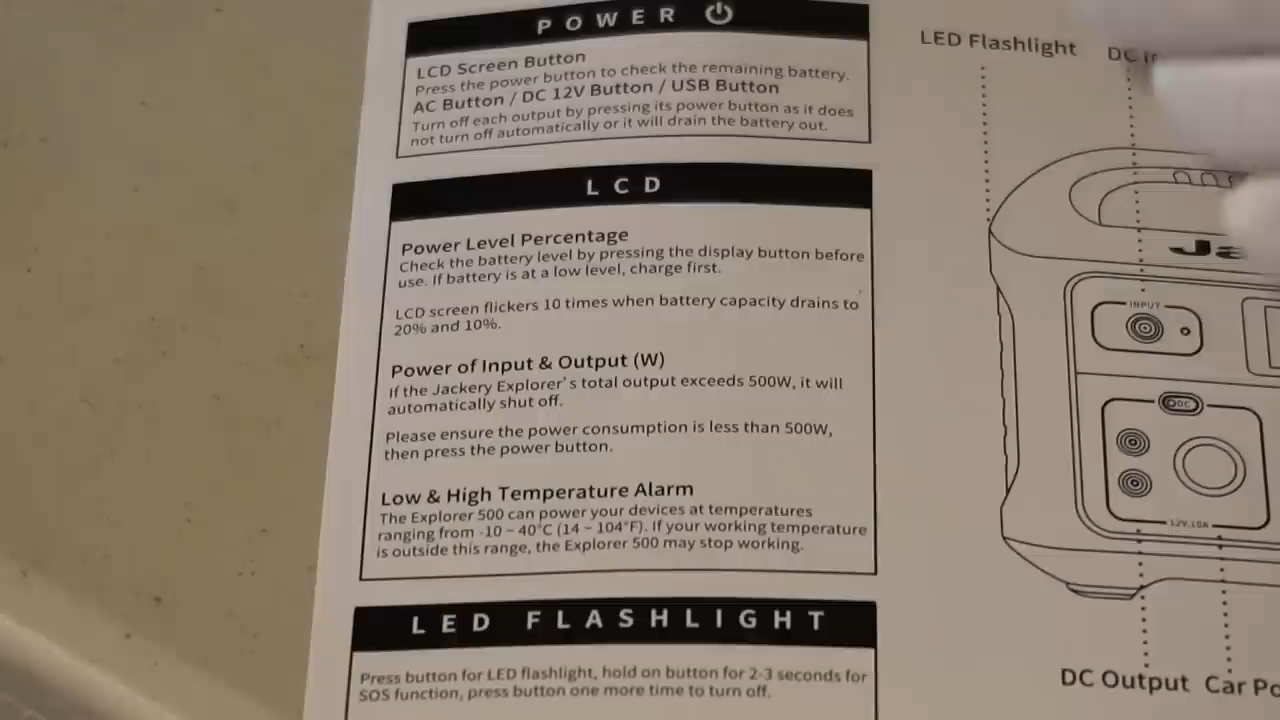 POWER
LCD Screen Button
Press the power button to check the remaining battery.
AC Button / DC 12V Button / USB Button
Turn off each output by pressing its power button as it does
not turn off automatically or it will drain the battery out.
LCD
Power Level Percentage
Check the battery level by pressing the display button before
use. If battery is at a low level, charge first.
LCD screen flickers 10 times when battery capacity drains to
20% and 10%.
Power of Input & Output (W)
If the Jackery Explorer's total output exceeds 500W, it will
automatically shut off.
Please ensure the power consumption is less than 500W,
then press the power button.
Low & High Temperature Alarm
The Explorer 500 can power your devices at temperatures
ranging from -10 ~ 40°C (14 ~ 104°F). If your working temperature
is outside this range, the Explorer 500 may stop working.
LED FLASHLIGHT
Press button for LED flashlight, hold on button for 2-3 seconds for
SOS function, press button one more time to turn off.
LED Flashlight
DC
INPUT
DC
12V,10A
DC Output
Car